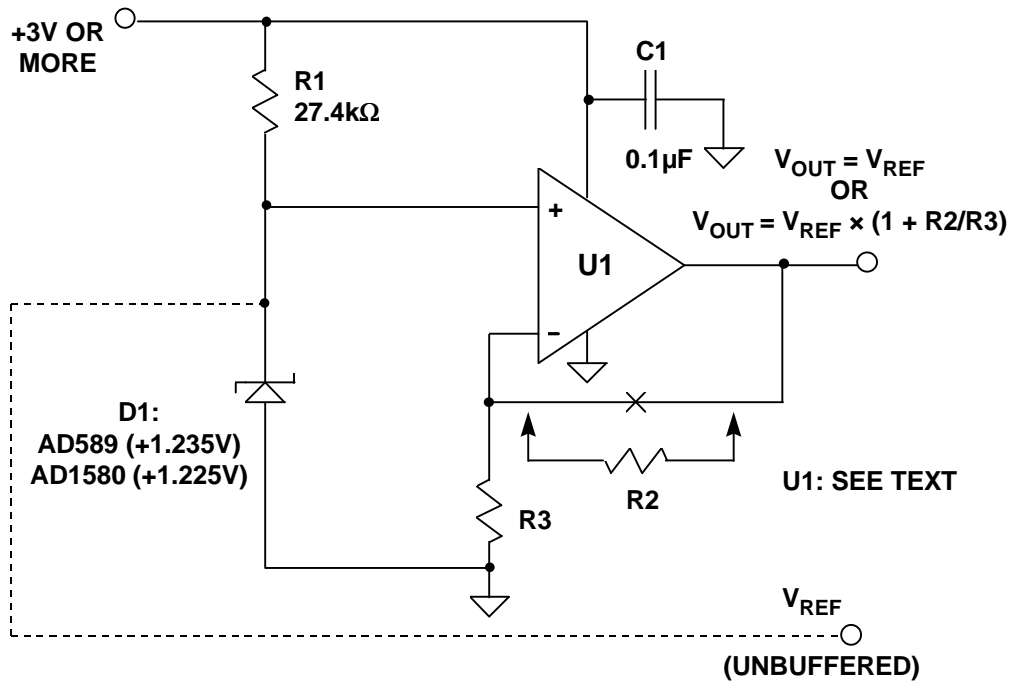 +3V OR
MORE
R1
27.4kΩ
C1
0.1µF
V_OUT = V_REF
OR
V_OUT = V_REF × (1 + R2/R3)
+
U1
−
D1:
AD589 (+1.235V)
AD1580 (+1.225V)
R2
U1: SEE TEXT
R3
V_REF
(UNBUFFERED)